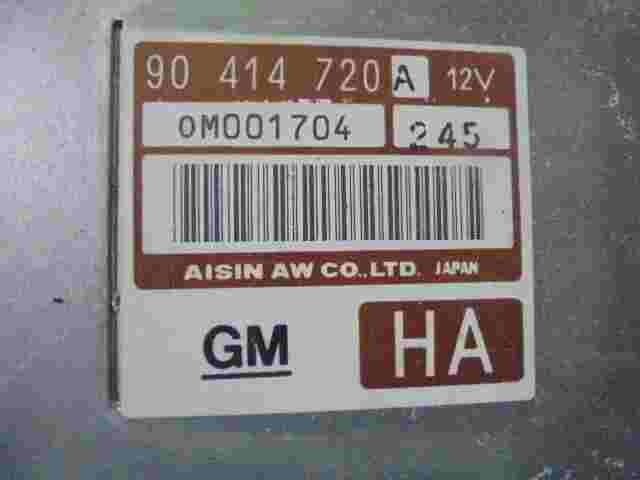 90 414 720 A 12V
0M001704 245
AISIN AW CO.,LTD. JAPAN
GM HA